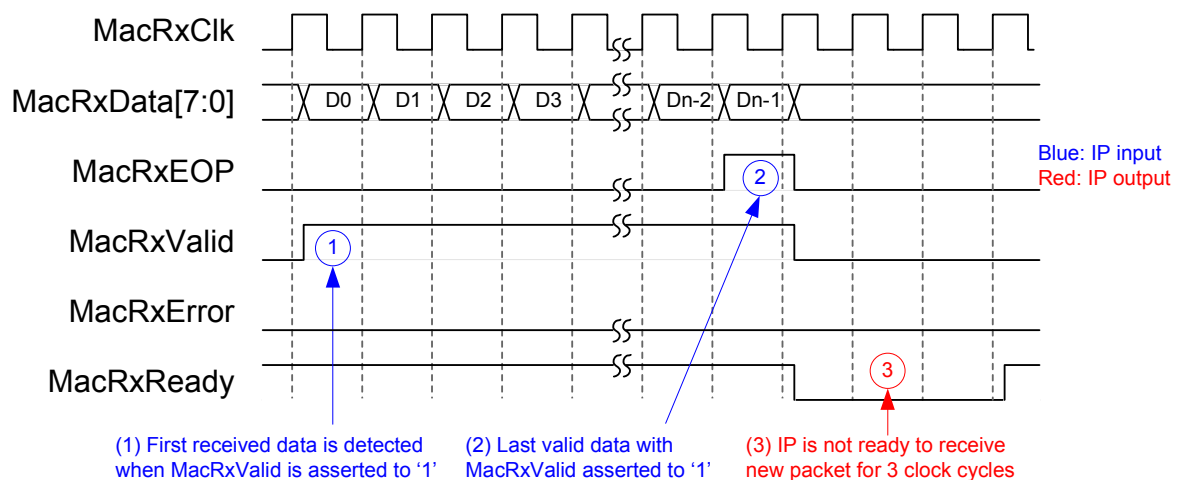 MacRxClk
MacRxData[7:0]
D0 D1 D2 D3 Dn-2 Dn-1
MacRxEOP
2
Blue: IP input
Red: IP output
MacRxValid
1
MacRxError
MacRxReady
3
(1) First received data is detected
when MacRxValid is asserted to ‘1’
(2) Last valid data with
MacRxValid asserted to ‘1’
(3) IP is not ready to receive
new packet for 3 clock cycles